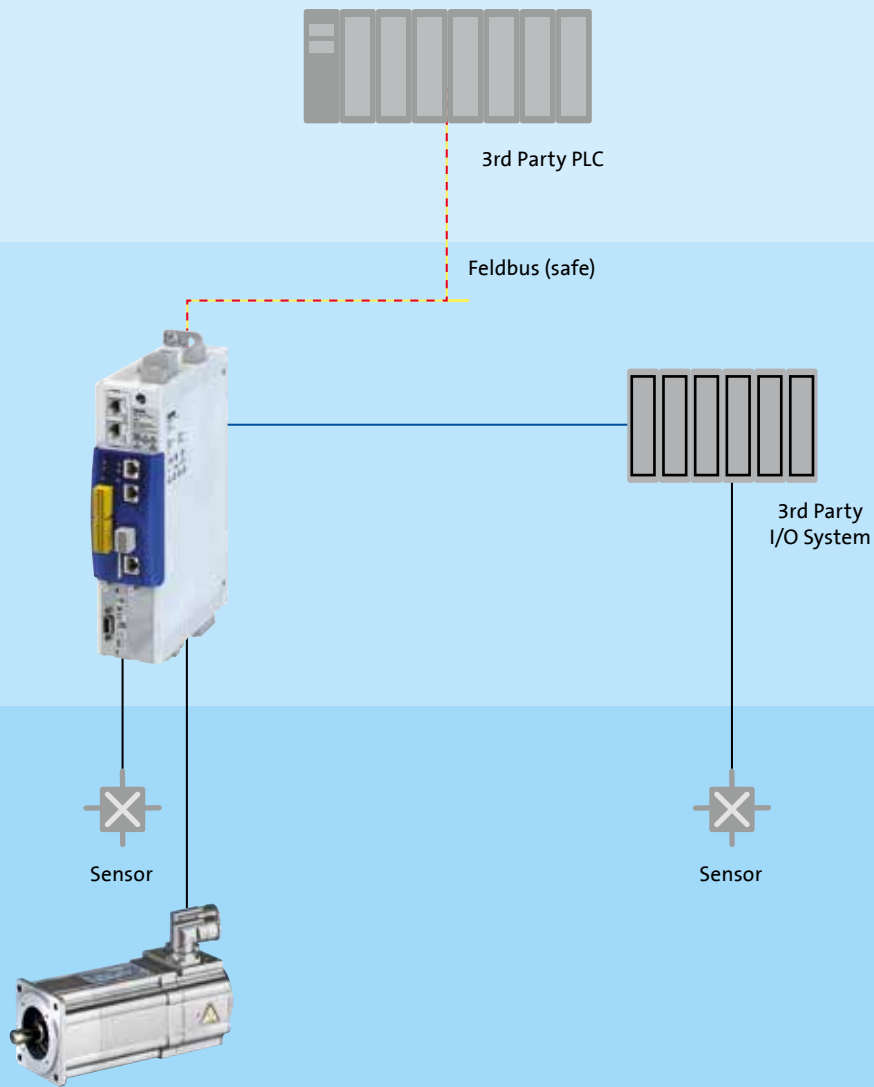 3rd Party PLC
Feldbus (safe)
3rd Party
I/O System
Sensor
Sensor